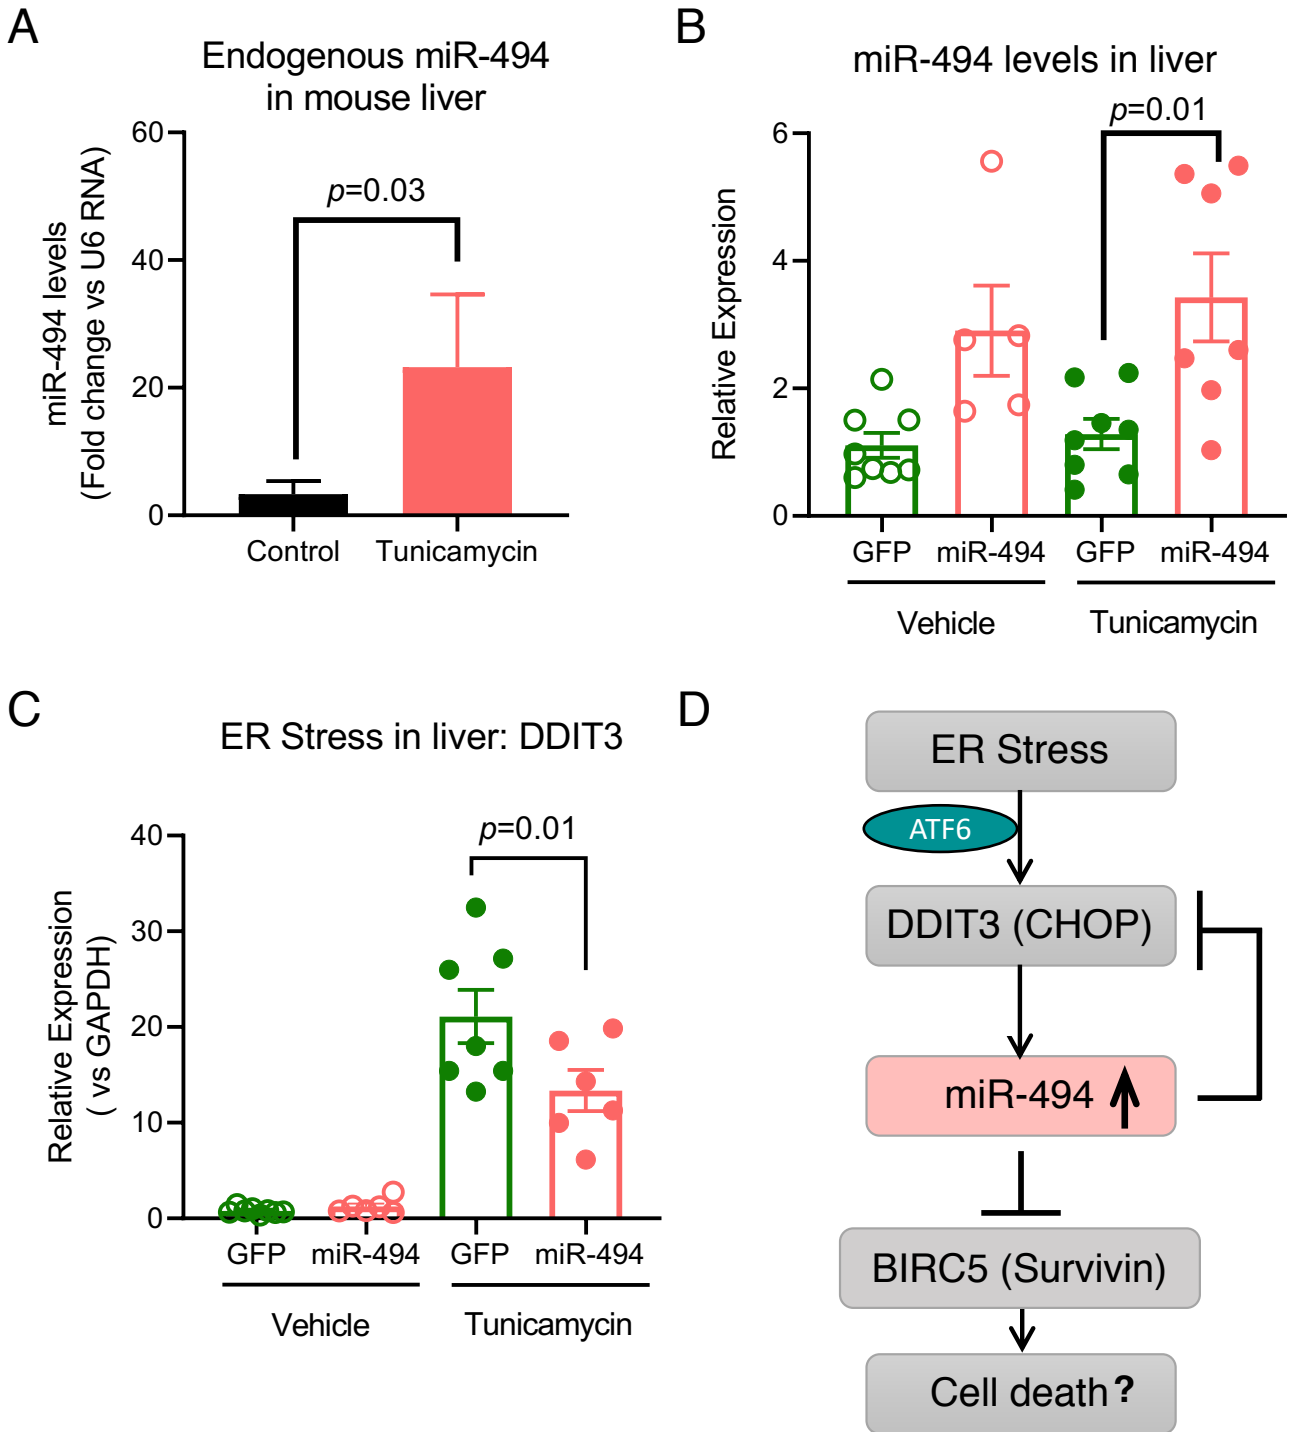 A
Endogenous miR-494
in mouse liver
miR-494 levels
(Fold change vs U6 RNA)
60
40
20
0
p=0.03
Control
Tunicamycin
B
miR-494 levels in liver
Relative Expression
6
4
2
0
p=0.01
GFP
miR-494
GFP
miR-494
Vehicle
Tunicamycin
C
ER Stress in liver: DDIT3
Relative Expression
( vs GAPDH)
40
30
20
10
0
p=0.01
GFP
miR-494
GFP
miR-494
Vehicle
Tunicamycin
D
ER Stress
ATF6
DDIT3 (CHOP)
miR-494
BIRC5 (Survivin)
Cell death?